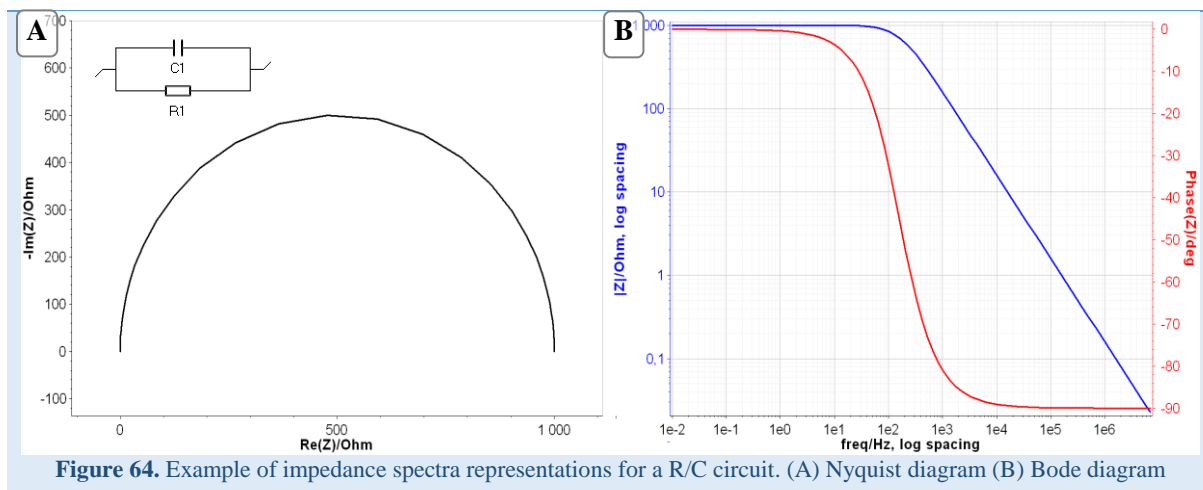 A
700
600
500
400
300
200
100
0
-100
-Im(Z)/Ohm
C1
R1
0
500
1 000
Re(Z)/Ohm
B
1 000
100
10
1
0,1
|Z|/Ohm, log spacing
0
-10
-20
-30
-40
-50
-60
-70
-80
-90
Phase(Z)/deg
1e-2 1e-1 1e0 1e1 1e2 1e3 1e4 1e5 1e6
freq/Hz, log spacing
Figure 64. Example of impedance spectra representations for a R/C circuit. (A) Nyquist diagram (B) Bode diagram